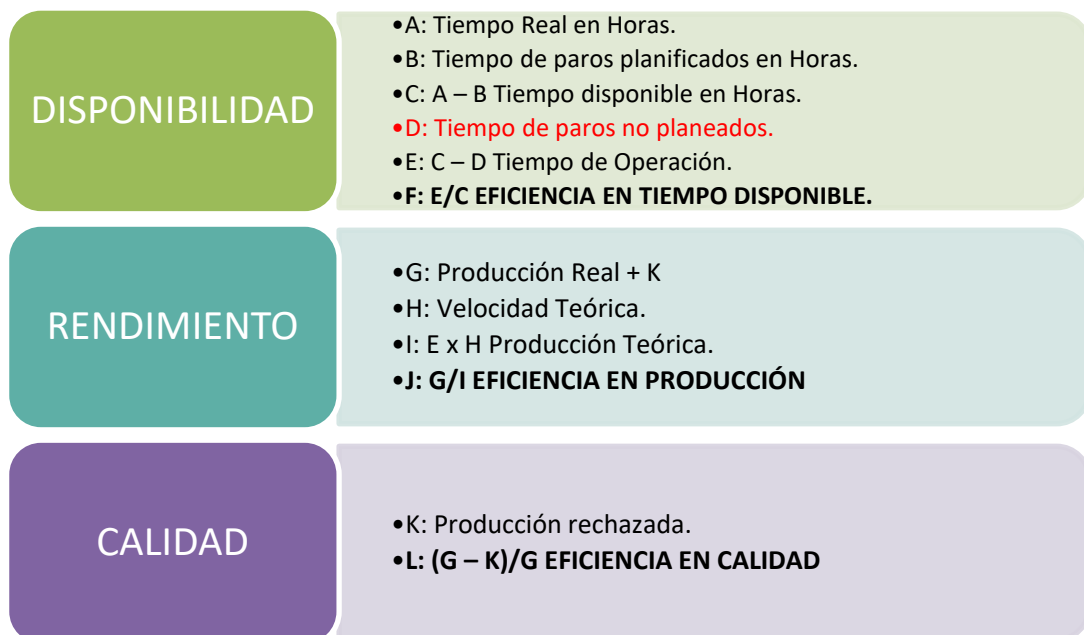 DISPONIBILIDAD
•A: Tiempo Real en Horas.
•B: Tiempo de paros planificados en Horas.
•C: A – B Tiempo disponible en Horas.
•D: Tiempo de paros no planeados.
•E: C – D Tiempo de Operación.
•F: E/C EFICIENCIA EN TIEMPO DISPONIBLE.
RENDIMIENTO
•G: Producción Real + K
•H: Velocidad Teórica.
•I: E x H Producción Teórica.
•J: G/I EFICIENCIA EN PRODUCCIÓN
CALIDAD
•K: Producción rechazada.
•L: (G – K)/G EFICIENCIA EN CALIDAD